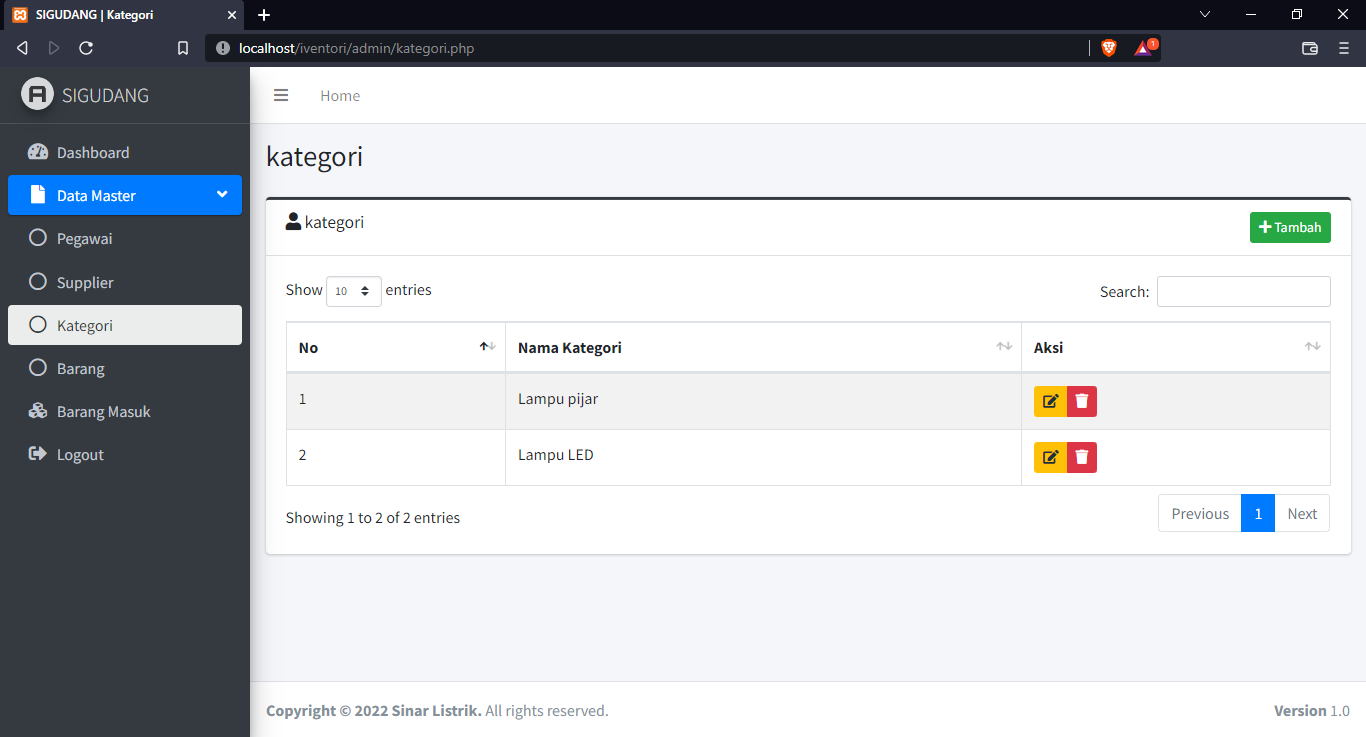 SIGUDANG | Kategori
localhost/iventori/admin/kategori.php
1
SIGUDANG
Home
Dashboard
Data Master
Pegawai
Supplier
Kategori
Barang
Barang Masuk
Logout
kategori
kategori
Tambah
Show 10 entries
Search:
No Nama Kategori Aksi
1 Lampu pijar
2 Lampu LED
Showing 1 to 2 of 2 entries
Previous 1 Next
Copyright © 2022 Sinar Listrik. All rights reserved.
Version 1.0